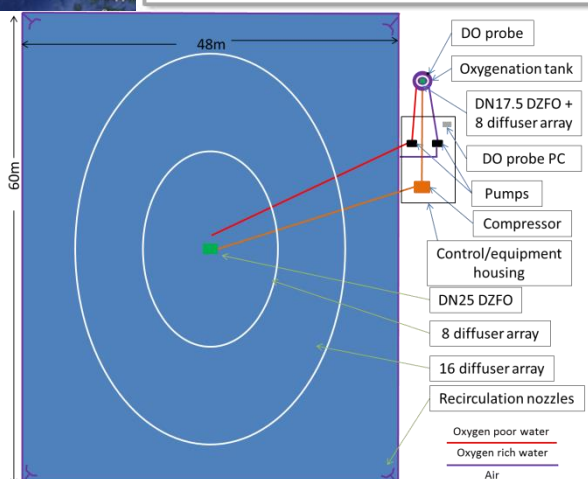 48m
60m
DO probe
Oxygenation tank
DN17.5 DZFO +
8 diffuser array
DO probe PC
Pumps
Compressor
Control/equipment
housing
DN25 DZFO
8 diffuser array
16 diffuser array
Recirculation nozzles
Oxygen poor water
Oxygen rich water
Air